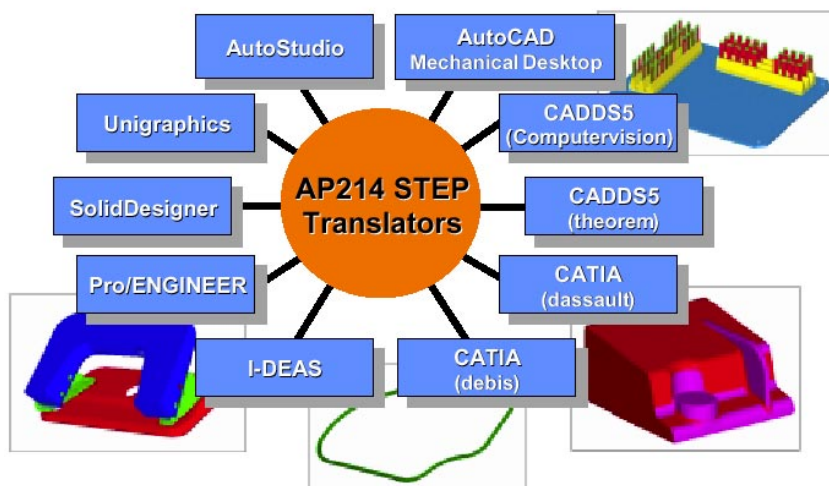 AutoStudio
AutoCAD
Mechanical Desktop
Unigraphics
CADDS5
(Computervision)
AP214 STEP
Translators
SolidDesigner
CADDS5
(theorem)
Pro/ENGINEER
CATIA
(dassault)
I-DEAS
CATIA
(debis)